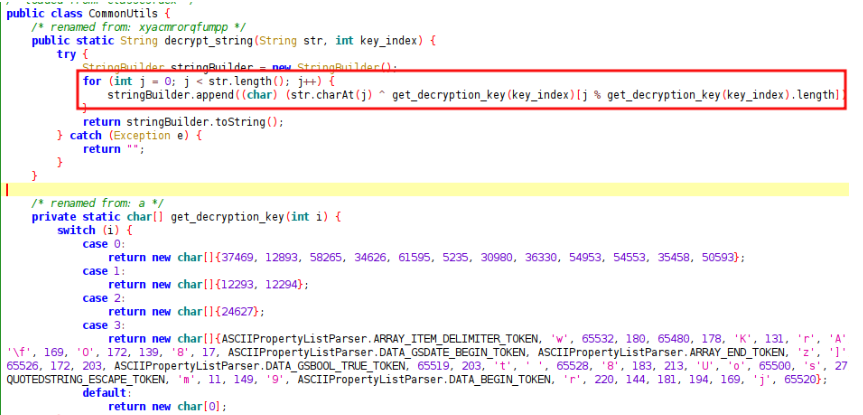 public class CommonUtils {
/* renamed from: xyacmrorqfumpp */
public static String decrypt_string(String str, int key_index) {
try {
StringBuilder stringBuilder = new StringBuilder();
for (int j = 0; j < str.length(); j++) {
stringBuilder.append((char) (str.charAt(j) ^ get_decryption_key(key_index)[j % get_decryption_key(key_index).length])
}
return stringBuilder.toString();
} catch (Exception e) {
return "";
}
}
/* renamed from: a */
private static char[] get_decryption_key(int i) {
switch (i) {
case 0:
return new char[]{37469, 12893, 58265, 34626, 61595, 5235, 30980, 36330, 54953, 54553, 35458, 50593};
case 1:
return new char[]{12293, 12294};
case 2:
return new char[]{24627};
case 3:
return new char[]{ASCIIPropertyListParser.ARRAY_ITEM_DELIMITER_TOKEN, 'w', 65532, 180, 65480, 178, 'K', 131, 'r', 'A'
'\f', 169, 'O', 172, 139, '8', 17, ASCIIPropertyListParser.DATA_GSDATE_BEGIN_TOKEN, ASCIIPropertyListParser.ARRAY_END_TOKEN, 'z', ']'
65526, 172, 203, ASCIIPropertyListParser.DATA_GSBOOL_TRUE_TOKEN, 65519, 203, 't', ' ', 65528, '8', 183, 213, 'U', 'o', 65500, 's', 27
QUOTEDSTRING_ESCAPE_TOKEN, 'm', 11, 149, '9', ASCIIPropertyListParser.DATA_BEGIN_TOKEN, 'r', 220, 144, 181, 194, 169, 'j', 65520};
default:
return new char[0];